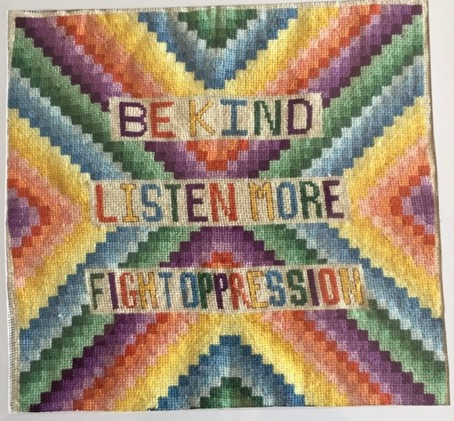 BE KIND
LISTEN MORE
FIGHT OPPRESSION